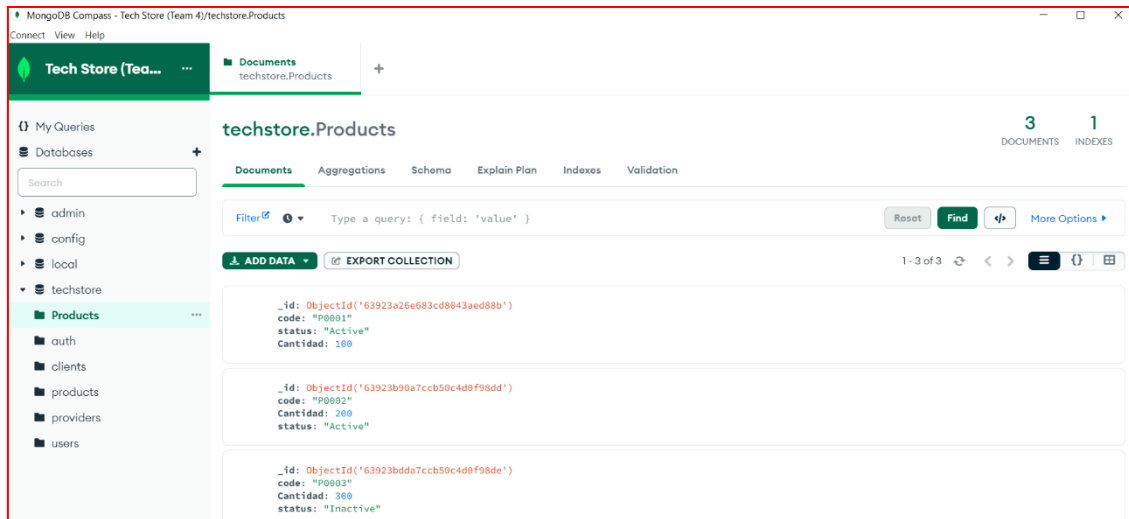 MongoDB Compass - Tech Store (Team 4)/techstore.Products
Connect View Help
Tech Store (Tea... ...
Documents
techstore.Products
+
{} My Queries
Databases +
Search
admin
config
local
techstore
Products ...
auth
clients
products
providers
users
techstore.Products
3
DOCUMENTS
1
INDEXES
Documents Aggregations Schema Explain Plan Indexes Validation
Filter Type a query: { field: 'value' } Reset Find </> More Options
ADD DATA EXPORT COLLECTION 1 - 3 of 3 < > {}
_id: ObjectId('63923a26e683cd8043aed88b')
code: "P0001"
status: "Active"
Cantidad: 100
_id: ObjectId('63923b90a7ccb50c4d0f98dd')
code: "P0002"
Cantidad: 200
status: "Active"
_id: ObjectId('63923bdda7ccb50c4d0f98de')
code: "P0003"
Cantidad: 300
status: "Inactive"